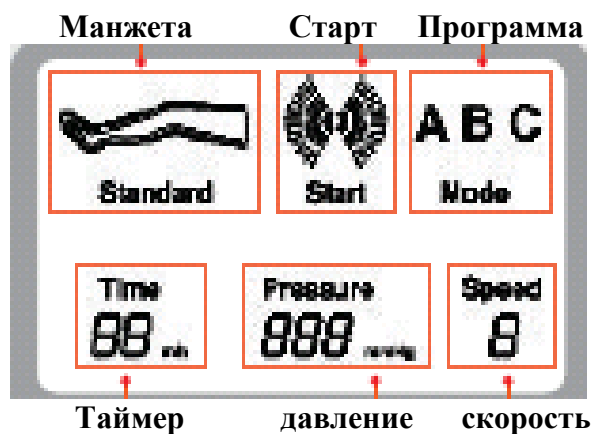 Манжета Старт Программа
A B C
Standard Start Mode
Time Pressure Speed
88 min 888 mmHg 8
Таймер давление скорость